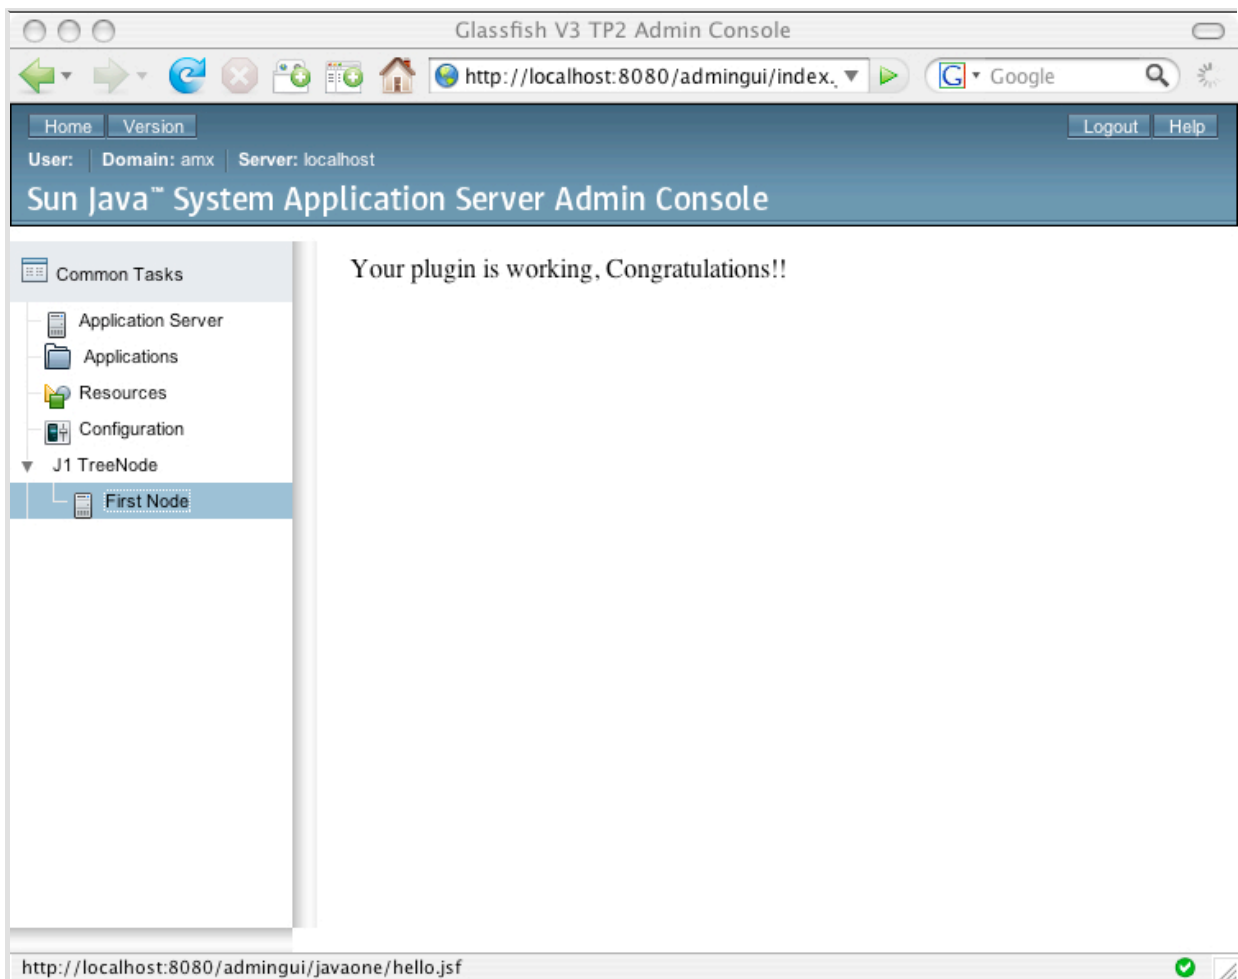 Glassfish V3 TP2 Admin Console
http://localhost:8080/admingui/index. G Google
Home Version Logout Help
User: Domain: amx Server: localhost
Sun Java™ System Application Server Admin Console
Common Tasks
Your plugin is working, Congratulations!!
Application Server
Applications
Resources
Configuration
J1 TreeNode
First Node
http://localhost:8080/admingui/javaone/hello.jsf